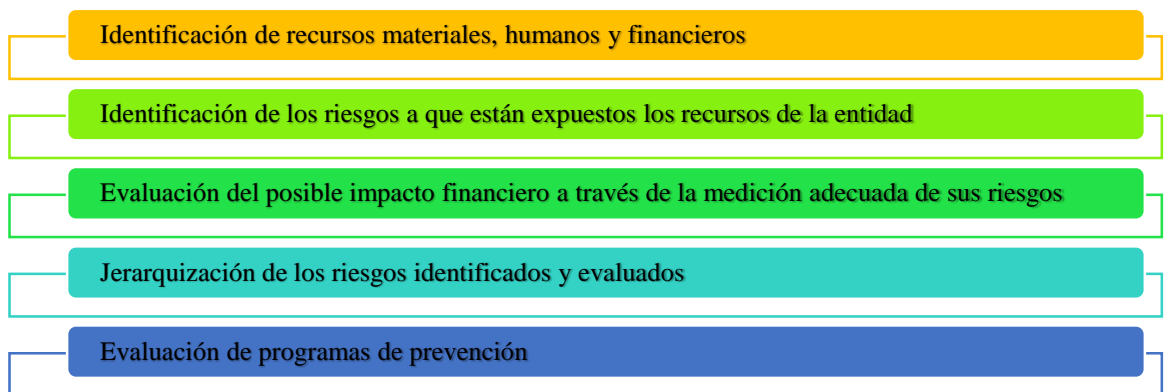 Identificación de recursos materiales, humanos y financieros
Identificación de los riesgos a que están expuestos los recursos de la entidad
Evaluación del posible impacto financiero a través de la medición adecuada de sus riesgos
Jerarquización de los riesgos identificados y evaluados
Evaluación de programas de prevención